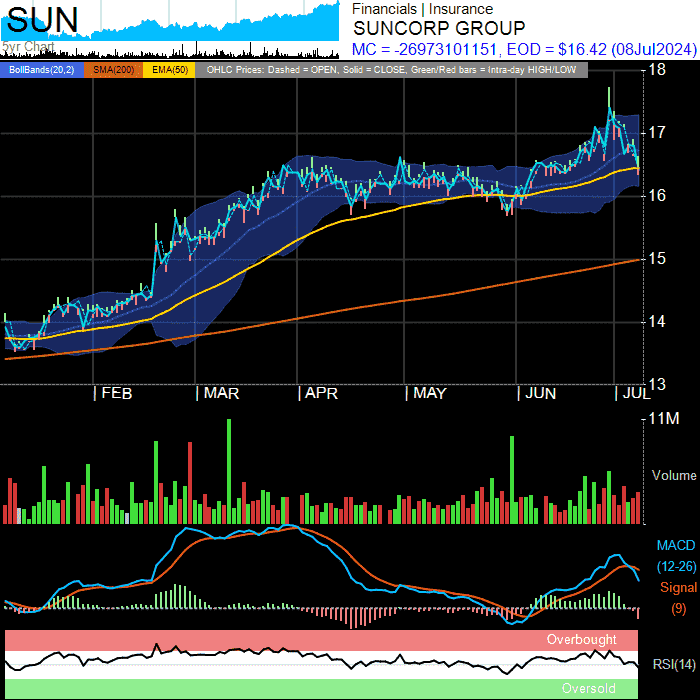 SUN
5yr Chart
Financials | Insurance
SUNCORP GROUP
MC = -26973101151, EOD = $16.42 (08Jul2024)
BollBands(20,2) SMA(200) EMA(50) OHLC Prices: Dashed = OPEN, Solid = CLOSE, Green/Red bars = Intra-day HIGH/LOW
18
17
16
15
14
13
| FEB | MAR | APR | MAY | JUN | JUL
11M
Volume
MACD
(12-26)
Signal
(9)
Overbought
RSI(14)
Oversold